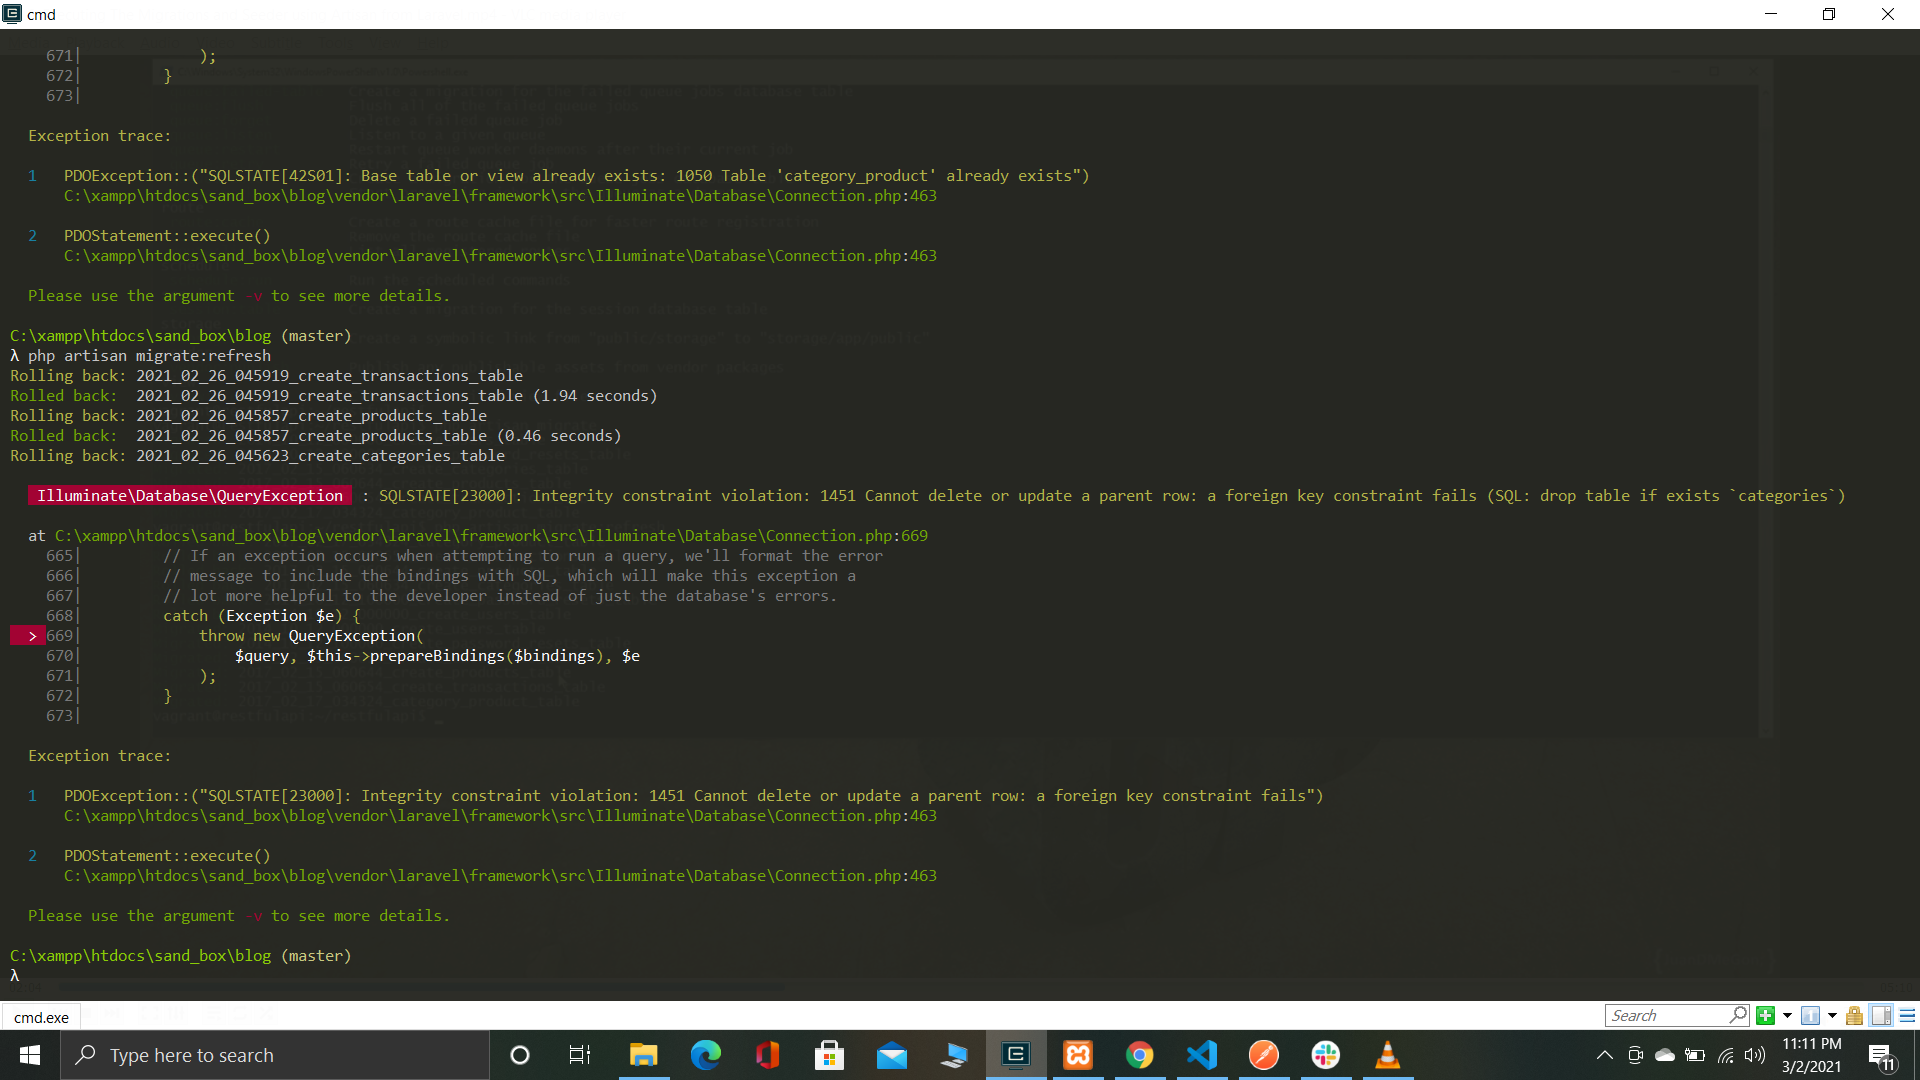 cmd
671|             );
672|         }
673|
Exception trace:
1   PDOException::("SQLSTATE[42S01]: Base table or view already exists: 1050 Table 'category_product' already exists")
C:\xampp\htdocs\sand_box\blog\vendor\laravel\framework\src\Illuminate\Database\Connection.php:463
2   PDOStatement::execute()
C:\xampp\htdocs\sand_box\blog\vendor\laravel\framework\src\Illuminate\Database\Connection.php:463
Please use the argument -v to see more details.
C:\xampp\htdocs\sand_box\blog (master)
λ php artisan migrate:refresh
Rolling back: 2021_02_26_045919_create_transactions_table
Rolled back:  2021_02_26_045919_create_transactions_table (1.94 seconds)
Rolling back: 2021_02_26_045857_create_products_table
Rolled back:  2021_02_26_045857_create_products_table (0.46 seconds)
Rolling back: 2021_02_26_045623_create_categories_table
Illuminate\Database\QueryException  : SQLSTATE[23000]: Integrity constraint violation: 1451 Cannot delete or update a parent row: a foreign key constraint fails (SQL: drop table if exists `categories`)
at C:\xampp\htdocs\sand_box\blog\vendor\laravel\framework\src\Illuminate\Database\Connection.php:669
665|         // If an exception occurs when attempting to run a query, we'll format the error
666|         // message to include the bindings with SQL, which will make this exception a
667|         // lot more helpful to the developer instead of just the database's errors.
668|         catch (Exception $e) {
> 669|             throw new QueryException(
670|                 $query, $this->prepareBindings($bindings), $e
671|             );
672|         }
673|
Exception trace:
1   PDOException::("SQLSTATE[23000]: Integrity constraint violation: 1451 Cannot delete or update a parent row: a foreign key constraint fails")
C:\xampp\htdocs\sand_box\blog\vendor\laravel\framework\src\Illuminate\Database\Connection.php:463
2   PDOStatement::execute()
C:\xampp\htdocs\sand_box\blog\vendor\laravel\framework\src\Illuminate\Database\Connection.php:463
Please use the argument -v to see more details.
C:\xampp\htdocs\sand_box\blog (master)
λ
cmd.exe
Search
Type here to search
11:11 PM
3/2/2021
11